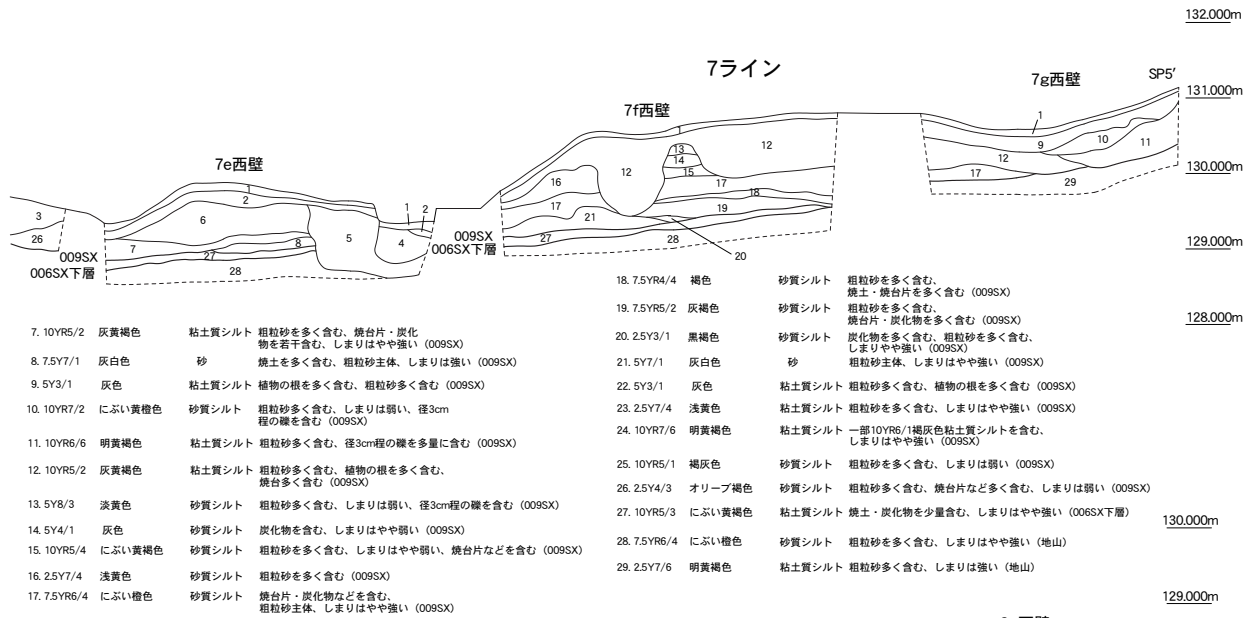 132.000m
7ライン
7f西壁
7g西壁
SP5′
131.000m
1
9
10
11
12
17
29
130.000m
7e西壁
1
2
6
3
26
7
8
27
28
5
4
1
2
009SX
006SX下層
009SX
006SX下層
12
13
14
15
12
16
17
17
18
19
21
27
28
20
129.000m
128.000m
7. 10YR5/2 灰黄褐色 粘土質シルト 粗粒砂を多く含む、焼台片・炭化
物を若干含む、しまりはやや強い（009SX）
8. 7.5Y7/1 灰白色 砂 焼土を多く含む、粗粒砂主体、しまりは強い（009SX）
9. 5Y3/1 灰色 粘土質シルト 植物の根を多く含む、粗粒砂多く含む（009SX）
10. 10YR7/2 にぶい黄橙色 砂質シルト 粗粒砂多く含む、しまりは弱い、径3cm
程の礫を含む（009SX）
11. 10YR6/6 明黄褐色 粘土質シルト 粗粒砂多く含む、径3cm程の礫を多量に含む（009SX）
12. 10YR5/2 灰黄褐色 粘土質シルト 粗粒砂多く含む、植物の根を多く含む、
焼台多く含む（009SX）
13. 5Y8/3 淡黄色 砂質シルト 粗粒砂多く含む、しまりは弱い、径3cm程の礫を含む（009SX）
14. 5Y4/1 灰色 砂質シルト 炭化物を含む、しまりはやや弱い（009SX）
15. 10YR5/4 にぶい黄褐色 砂質シルト 粗粒砂を多く含む、しまりはやや弱い、焼台片などを含む（009SX）
16. 2.5Y7/4 浅黄色 砂質シルト 粗粒砂を多く含む（009SX）
17. 7.5YR6/4 にぶい橙色 砂質シルト 焼台片・炭化物などを含む、
粗粒砂主体、しまりはやや強い（009SX）
18. 7.5YR4/4 褐色 砂質シルト 粗粒砂を多く含む、
焼土・焼台片を多く含む（009SX）
19. 7.5YR5/2 灰褐色 砂質シルト 粗粒砂を多く含む、
焼台片・炭化物を多く含む（009SX）
20. 2.5Y3/1 黒褐色 砂質シルト 炭化物を多く含む、粗粒砂を多く含む、
しまりやや強い（009SX）
21. 5Y7/1 灰白色 砂 粗粒砂主体、しまりはやや強い（009SX）
22. 5Y3/1 灰色 粘土質シルト 粗粒砂多く含む、植物の根を多く含む（009SX）
23. 2.5Y7/4 浅黄色 粘土質シルト 粗粒砂を多く含む、しまりはやや強い（009SX）
24. 10YR7/6 明黄褐色 粘土質シルト 一部10YR6/1褐灰色粘土質シルトを含む、
しまりはやや強い（009SX）
25. 10YR5/1 褐灰色 砂質シルト 粗粒砂を多く含む、しまりは弱い（009SX）
26. 2.5Y4/3 オリーブ褐色 砂質シルト 粗粒砂多く含む、焼台片など多く含む、しまりは弱い（009SX）
27. 10YR5/3 にぶい黄褐色 粘土質シルト 焼土・炭化物を少量含む、しまりはやや強い（006SX下層）
28. 7.5YR6/4 にぶい橙色 砂質シルト 粗粒砂を多く含む、しまりはやや強い（地山）
29. 2.5Y7/6 明黄褐色 粘土質シルト 粗粒砂多く含む、しまりは強い（地山）
130.000m
129.000m